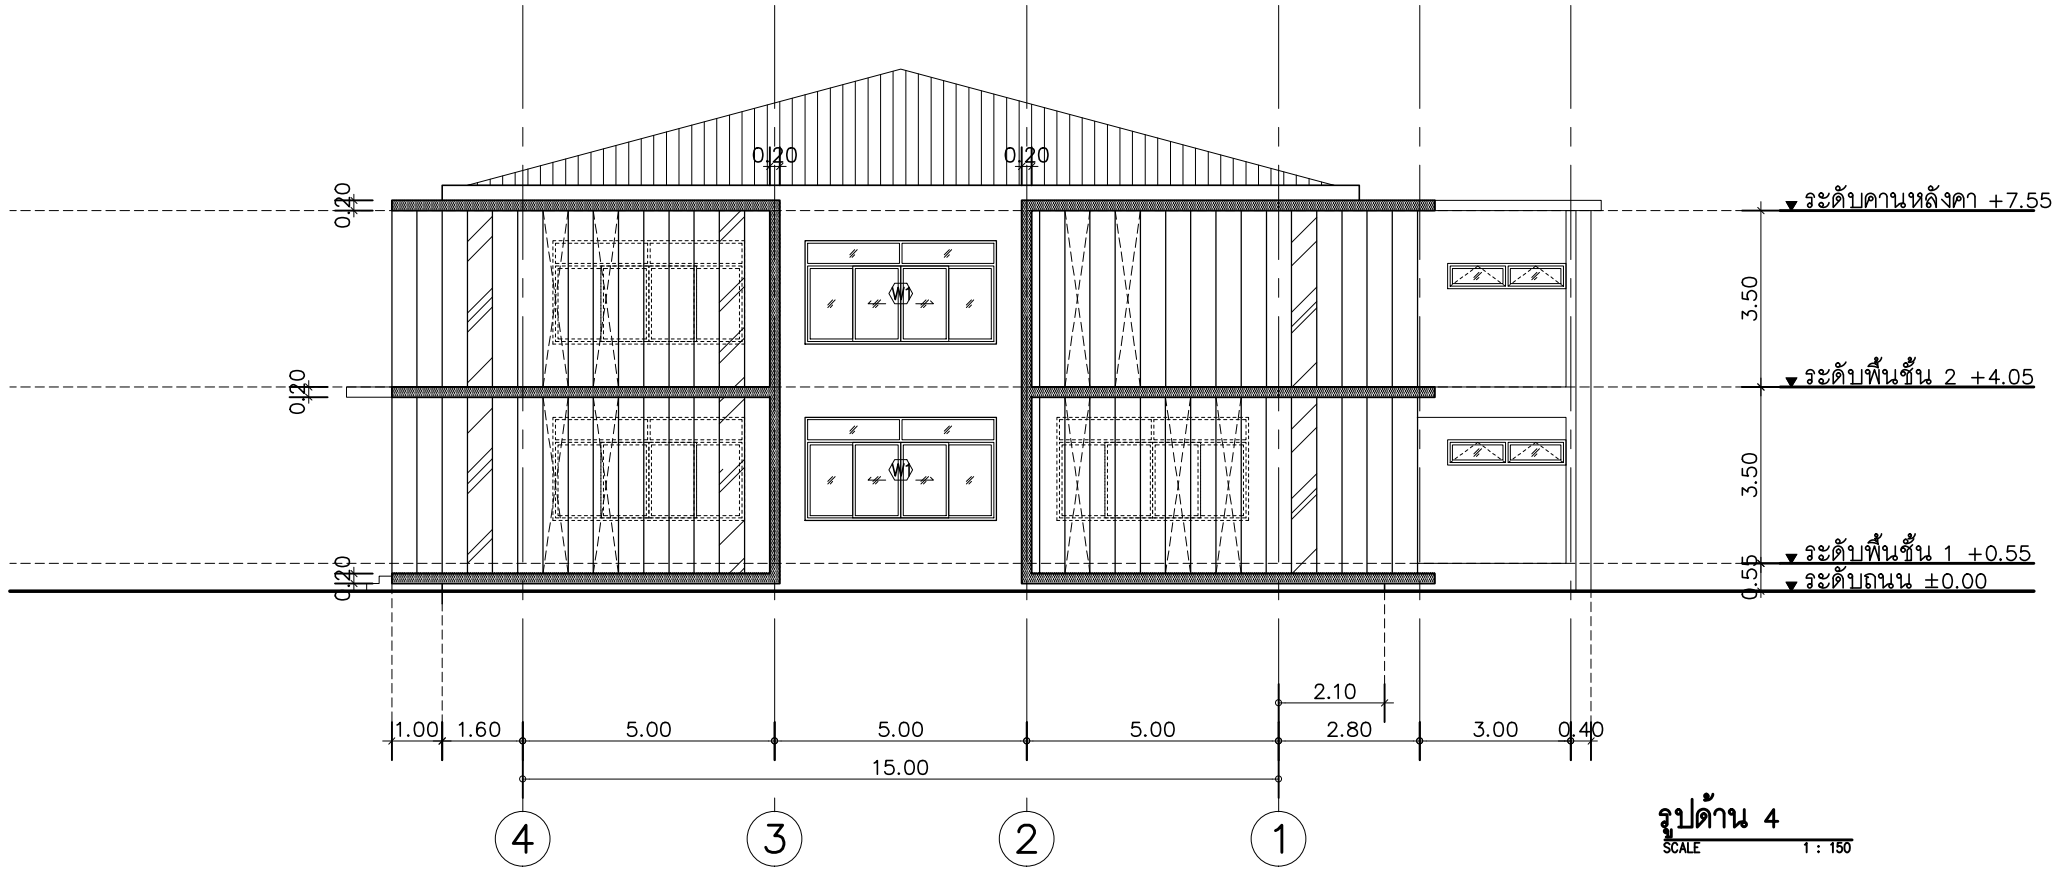 0.20 0.20
0.20
ระดับคานหลังคา +7.55
W1
3.50
0.20
ระดับพื้นชั้น 2 +4.05
W1
3.50
0.20
ระดับพื้นชั้น 1 +0.55
0.55
ระดับถนน ±0.00
2.10
1.00 1.60 5.00 5.00 5.00 2.80 3.00 0.40
15.00
4 3 2 1
รูปด้าน 4
SCALE 1 : 150